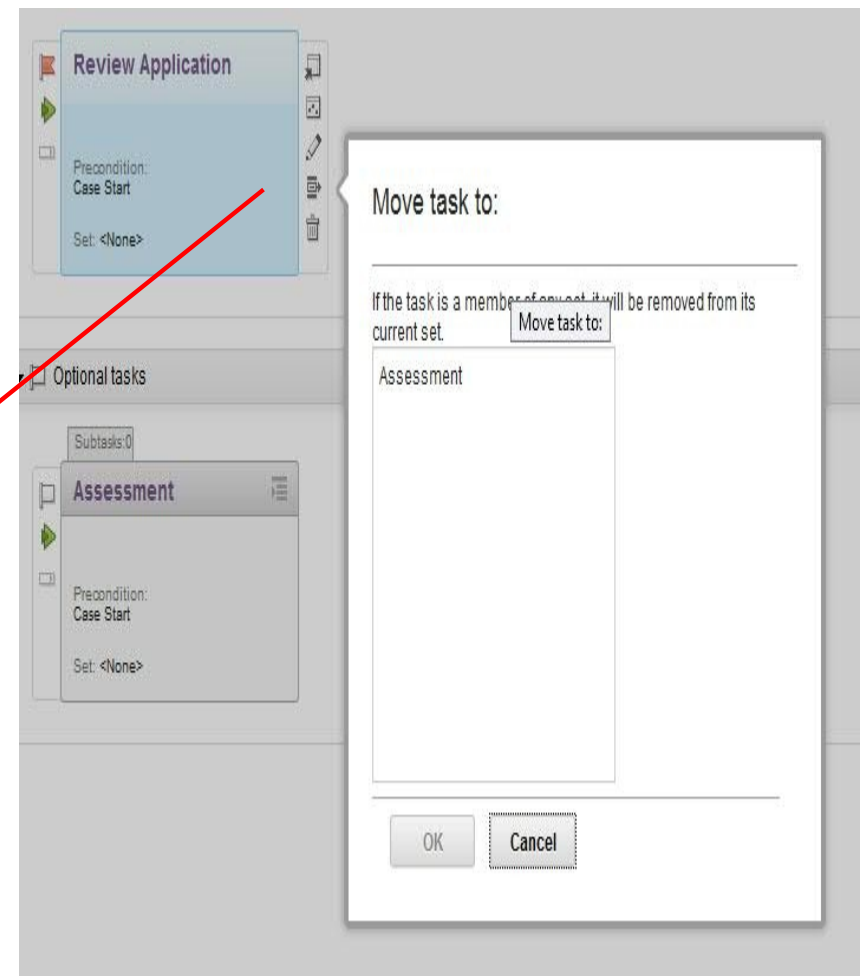 Review Application
Precondition:
Case Start
Set: <None>
Move task to:
If the task is a member of any set, it will be removed from its
current set.
Move task to:
Assessment
Optional tasks
Subtasks:0
Assessment
Precondition:
Case Start
Set: <None>
OK
Cancel